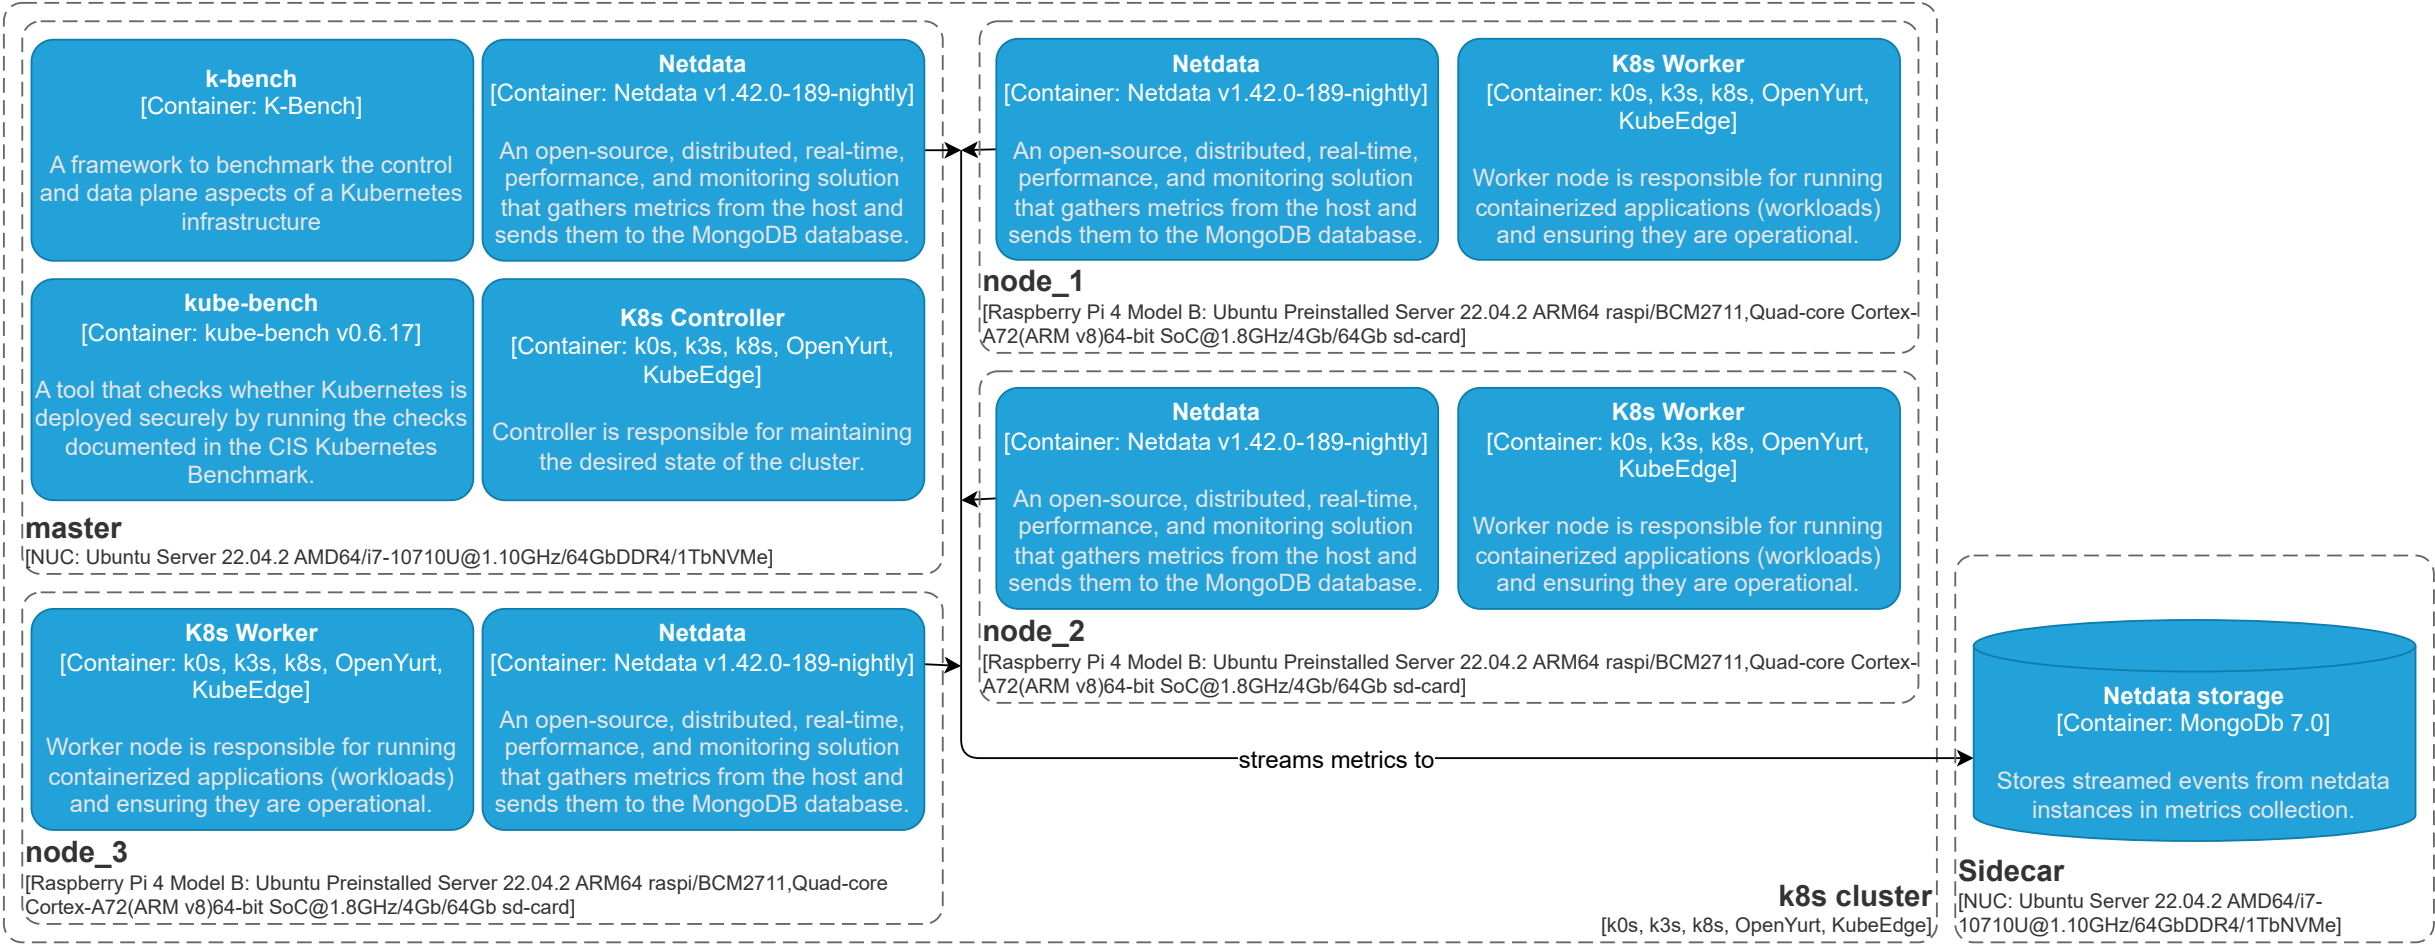 k-bench
[Container: K-Bench]
A framework to benchmark the control
and data plane aspects of a Kubernetes
infrastructure
Netdata
[Container: Netdata v1.42.0-189-nightly]
An open-source, distributed, real-time,
performance, and monitoring solution
that gathers metrics from the host and
sends them to the MongoDB database.
kube-bench
[Container: kube-bench v0.6.17]
A tool that checks whether Kubernetes is
deployed securely by running the checks
documented in the CIS Kubernetes
Benchmark.
K8s Controller
[Container: k0s, k3s, k8s, OpenYurt,
KubeEdge]
Controller is responsible for maintaining
the desired state of the cluster.
master
[NUC: Ubuntu Server 22.04.2 AMD64/i7-10710U@1.10GHz/64GbDDR4/1TbNVMe]
Netdata
[Container: Netdata v1.42.0-189-nightly]
An open-source, distributed, real-time,
performance, and monitoring solution
that gathers metrics from the host and
sends them to the MongoDB database.
K8s Worker
[Container: k0s, k3s, k8s, OpenYurt,
KubeEdge]
Worker node is responsible for running
containerized applications (workloads)
and ensuring they are operational.
node_1
[Raspberry Pi 4 Model B: Ubuntu Preinstalled Server 22.04.2 ARM64 raspi/BCM2711,Quad-core Cortex-
A72(ARM v8)64-bit SoC@1.8GHz/4Gb/64Gb sd-card]
Netdata
[Container: Netdata v1.42.0-189-nightly]
An open-source, distributed, real-time,
performance, and monitoring solution
that gathers metrics from the host and
sends them to the MongoDB database.
K8s Worker
[Container: k0s, k3s, k8s, OpenYurt,
KubeEdge]
Worker node is responsible for running
containerized applications (workloads)
and ensuring they are operational.
node_2
[Raspberry Pi 4 Model B: Ubuntu Preinstalled Server 22.04.2 ARM64 raspi/BCM2711,Quad-core Cortex-
A72(ARM v8)64-bit SoC@1.8GHz/4Gb/64Gb sd-card]
K8s Worker
[Container: k0s, k3s, k8s, OpenYurt,
KubeEdge]
Worker node is responsible for running
containerized applications (workloads)
and ensuring they are operational.
Netdata
[Container: Netdata v1.42.0-189-nightly]
An open-source, distributed, real-time,
performance, and monitoring solution
that gathers metrics from the host and
sends them to the MongoDB database.
node_3
[Raspberry Pi 4 Model B: Ubuntu Preinstalled Server 22.04.2 ARM64 raspi/BCM2711,Quad-core
Cortex-A72(ARM v8)64-bit SoC@1.8GHz/4Gb/64Gb sd-card]
streams metrics to
k8s cluster
[k0s, k3s, k8s, OpenYurt, KubeEdge]
Netdata storage
[Container: MongoDb 7.0]
Stores streamed events from netdata
instances in metrics collection.
Sidecar
[NUC: Ubuntu Server 22.04.2 AMD64/i7-
10710U@1.10GHz/64GbDDR4/1TbNVMe]